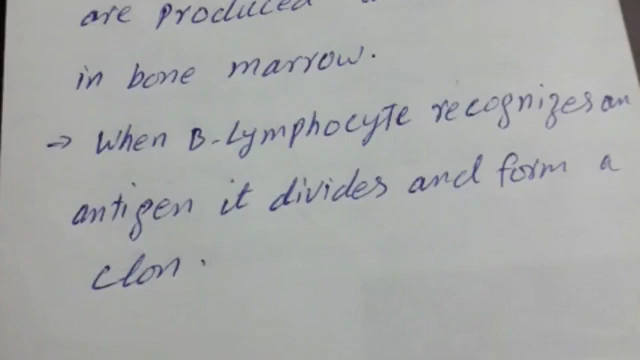 are produced
in bone marrow.
→ When B-Lymphocyte recognizes an
antigen it divides and form a
clon.